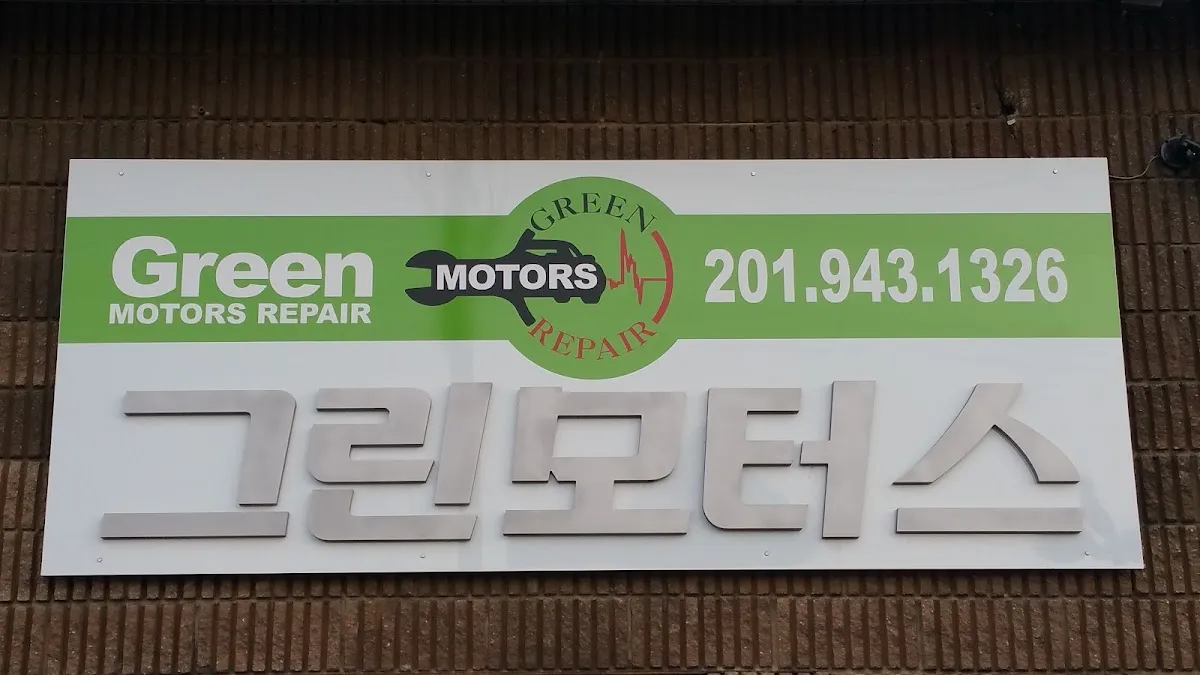 Green
MOTORS REPAIR
GREEN
MOTORS
REPAIR
201.943.1326
그린모터스